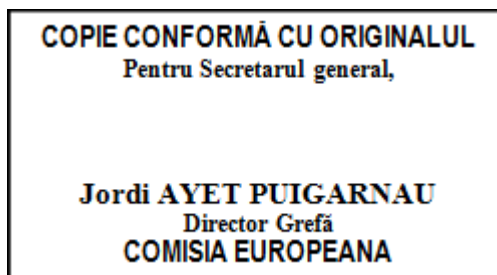 COPIE CONFORMĂ CU ORIGINALUL
Pentru Secretarul general,
Jordi AYET PUIGARNAU
Director Grefă
COMISIA EUROPEANA